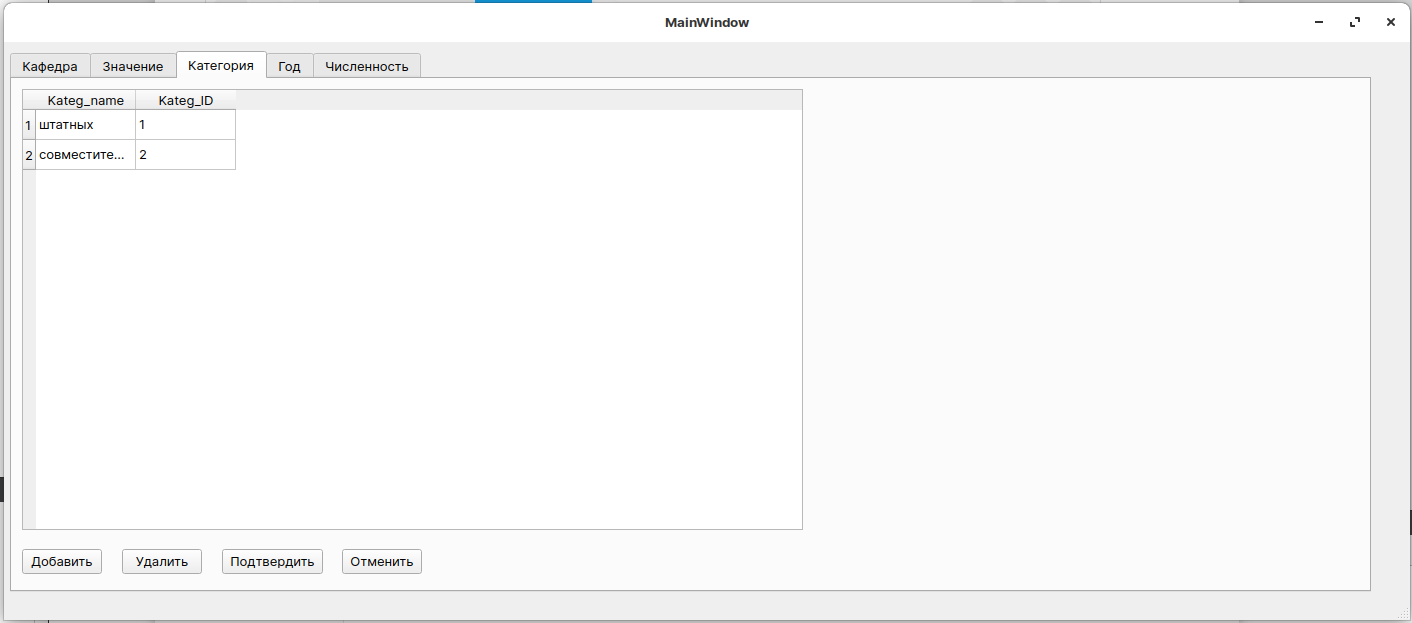 MainWindow
Кафедра Значение Категория Год Численность
Kateg_name Kateg_ID
1 штатных 1
2 совместите... 2
Добавить Удалить Подтвердить Отменить